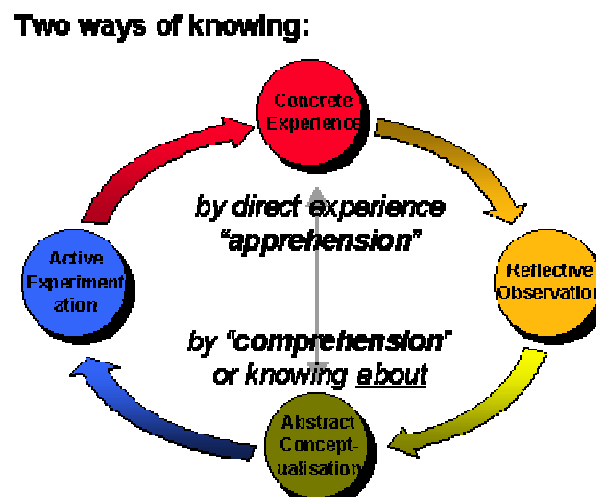 Two ways of knowing:
Concrete
Experience
by direct experience
"apprehension"
Active
Experiment
ation
Reflective
Observation
by "comprehension"
or knowing about
Abstract
Concept-
ualisation